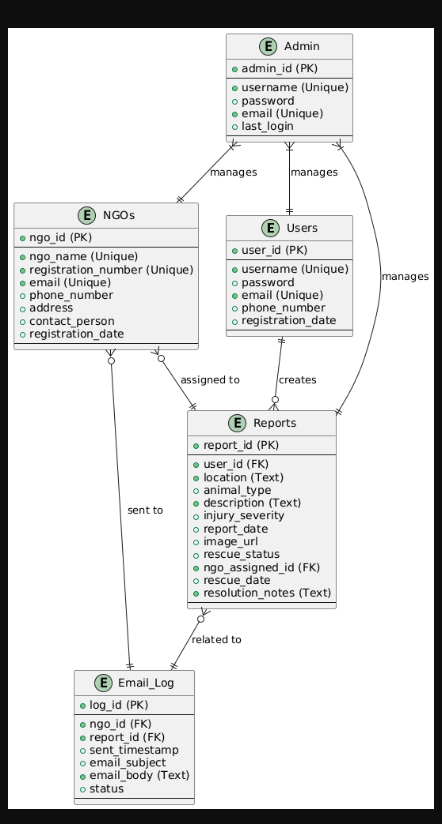 E Admin
admin_id (PK)
username (Unique)
password
email (Unique)
last_login
manages
manages
E NGOs
ngo_id (PK)
ngo_name (Unique)
registration_number (Unique)
email (Unique)
phone_number
address
contact_person
registration_date
E Users
user_id (PK)
username (Unique)
password
email (Unique)
phone_number
registration_date
manages
assigned to
creates
E Reports
report_id (PK)
user_id (FK)
location (Text)
animal_type
description (Text)
injury_severity
report_date
image_url
rescue_status
ngo_assigned_id (FK)
rescue_date
resolution_notes (Text)
sent to
related to
E Email_Log
log_id (PK)
ngo_id (FK)
report_id (FK)
sent_timestamp
email_subject
email_body (Text)
status